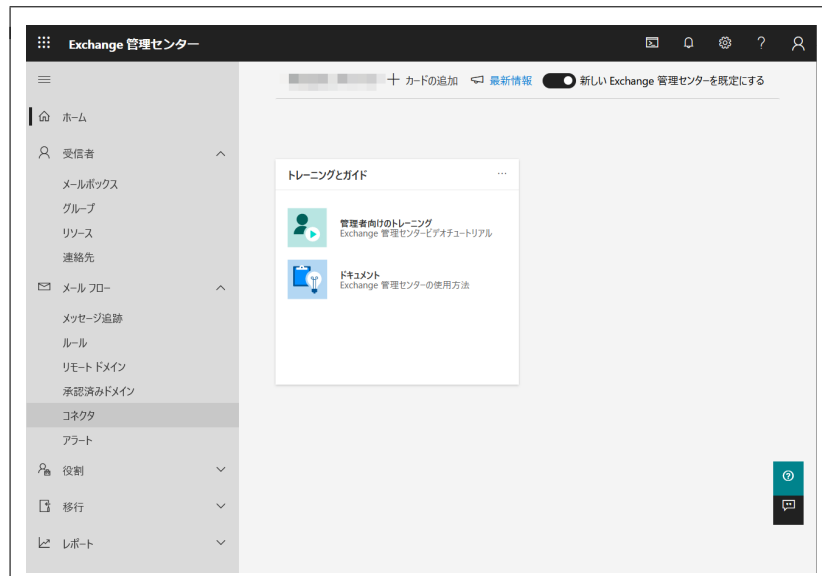 Exchange 管理センター
カードの追加 最新情報 新しい Exchange 管理センターを既定にする
ホーム
受信者
メールボックス
グループ
リソース
連絡先
メール フロー
メッセージ追跡
ルール
リモート ドメイン
承認済みドメイン
コネクタ
アラート
役割
移行
レポート
トレーニングとガイド
管理者向けのトレーニング
Exchange 管理センタービデオチュートリアル
ドキュメント
Exchange 管理センターの使用方法